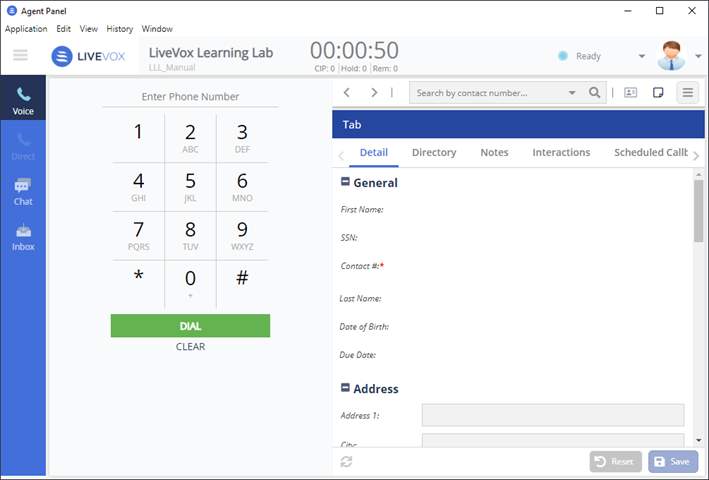 Agent Panel
Application Edit View History Window
LIVEVOX
LiveVox Learning Lab
LLL_Manual
00:00:50
CIP: 0 | Hold: 0 | Rem: 0
Ready
Voice
Direct
Chat
Inbox
Enter Phone Number
1
2
ABC
3
DEF
4
GHI
5
JKL
6
MNO
7
PQRS
8
TUV
9
WXYZ
*
0
+
#
DIAL
CLEAR
Search by contact number...
Tab
Detail Directory Notes Interactions Scheduled Callb
General
First Name:
SSN:
Contact #:*
Last Name:
Date of Birth:
Due Date:
Address
Address 1:
City:
Reset
Save